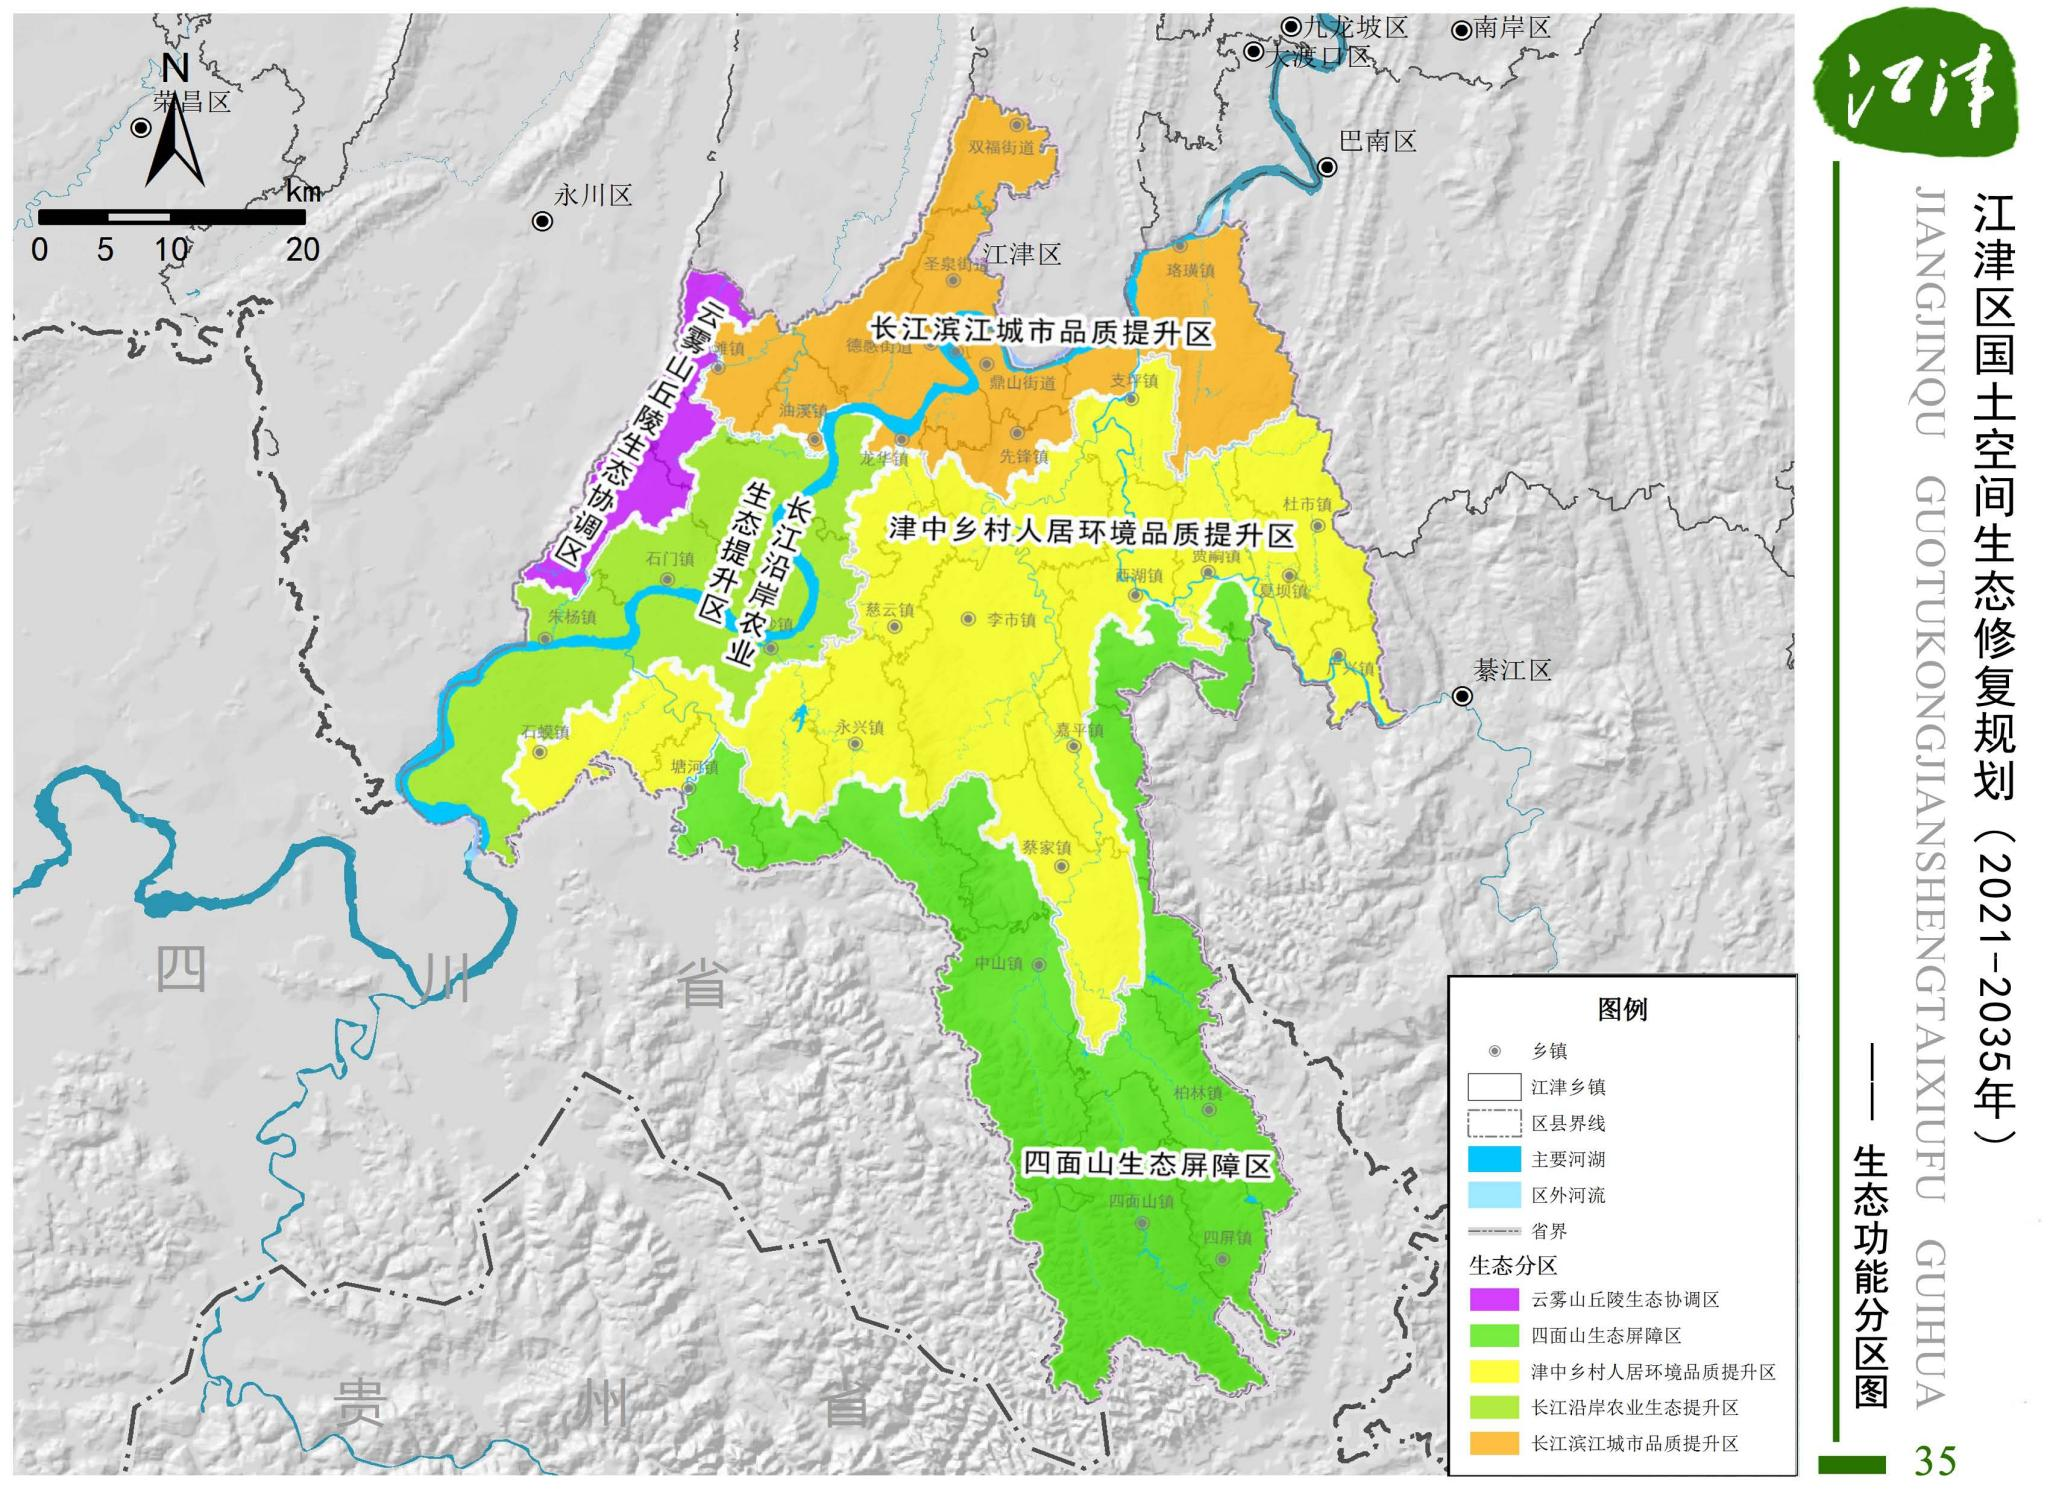 N
荣昌区
km
0 5 10 20
永川区
九龙坡区
南岸区
大渡口区
巴南区
綦江区
江津区
双福街道
圣泉街道
珞璜镇
长江滨江城市品质提升区
德感街道
鼎山街道
支坪镇
滩镇
油溪镇
龙华镇
先锋镇
云雾山丘陵生态协调区
长江沿岸农业
生态提升区
津中乡村人居环境品质提升区
杜市镇
贾嗣镇
西湖镇
夏坝镇
石门镇
朱杨镇
沙镇
慈云镇
李市镇
兴镇
石蟆镇
塘河镇
永兴镇
嘉平镇
蔡家镇
中山镇
柏林镇
四面山生态屏障区
四面山镇
四屏镇
四川省
贵州省
图例
乡镇
江津乡镇
区县界线
主要河湖
区外河流
省界
生态分区
云雾山丘陵生态协调区
四面山生态屏障区
津中乡村人居环境品质提升区
长江沿岸农业生态提升区
长江滨江城市品质提升区
江津
江津区国土空间生态修复规划（2021-2035年）
JIANGJINQU GUOTUKONGJIANSHENGTAIXIUFU GUIHUA
——生态功能分区图
35